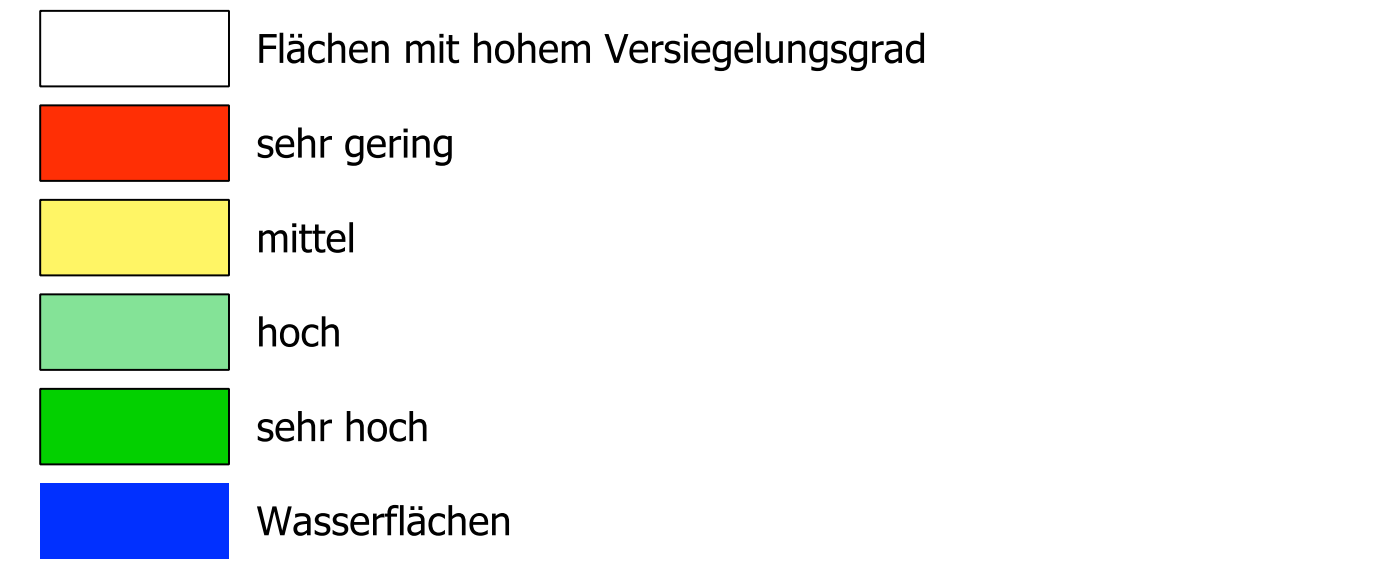 Flächen mit hohem Versiegelungsgrad
sehr gering
mittel
hoch
sehr hoch
Wasserflächen